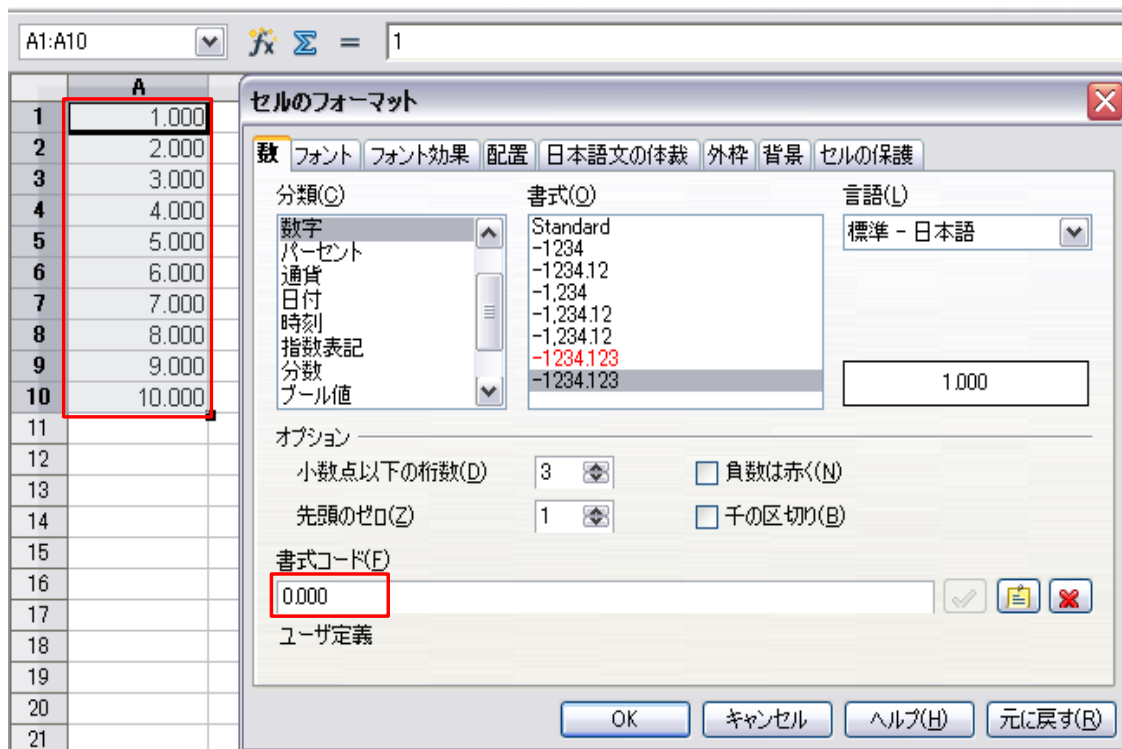 A1:A10
fx Σ = 1
A
1 1.000
2 2.000
3 3.000
4 4.000
5 5.000
6 6.000
7 7.000
8 8.000
9 9.000
10 10.000
11
12
13
14
15
16
17
18
19
20
21
セルのフォーマット
数 フォント フォント効果 配置 日本語文の体裁 外枠 背景 セルの保護
分類(C)
数字
パーセント
通貨
日付
時刻
指数表記
分数
ブール値
書式(O)
Standard
-1234
-1234.12
-1,234
-1,234.12
-1,234.12
-1234.123
-1234.123
言語(L)
標準 - 日本語
1.000
オプション
小数点以下の桁数(D) 3 負数は赤く(N)
先頭のゼロ(Z) 1 千の区切り(B)
書式コード(F)
0.000
ユーザ定義
OK キャンセル ヘルプ(H) 元に戻す(R)